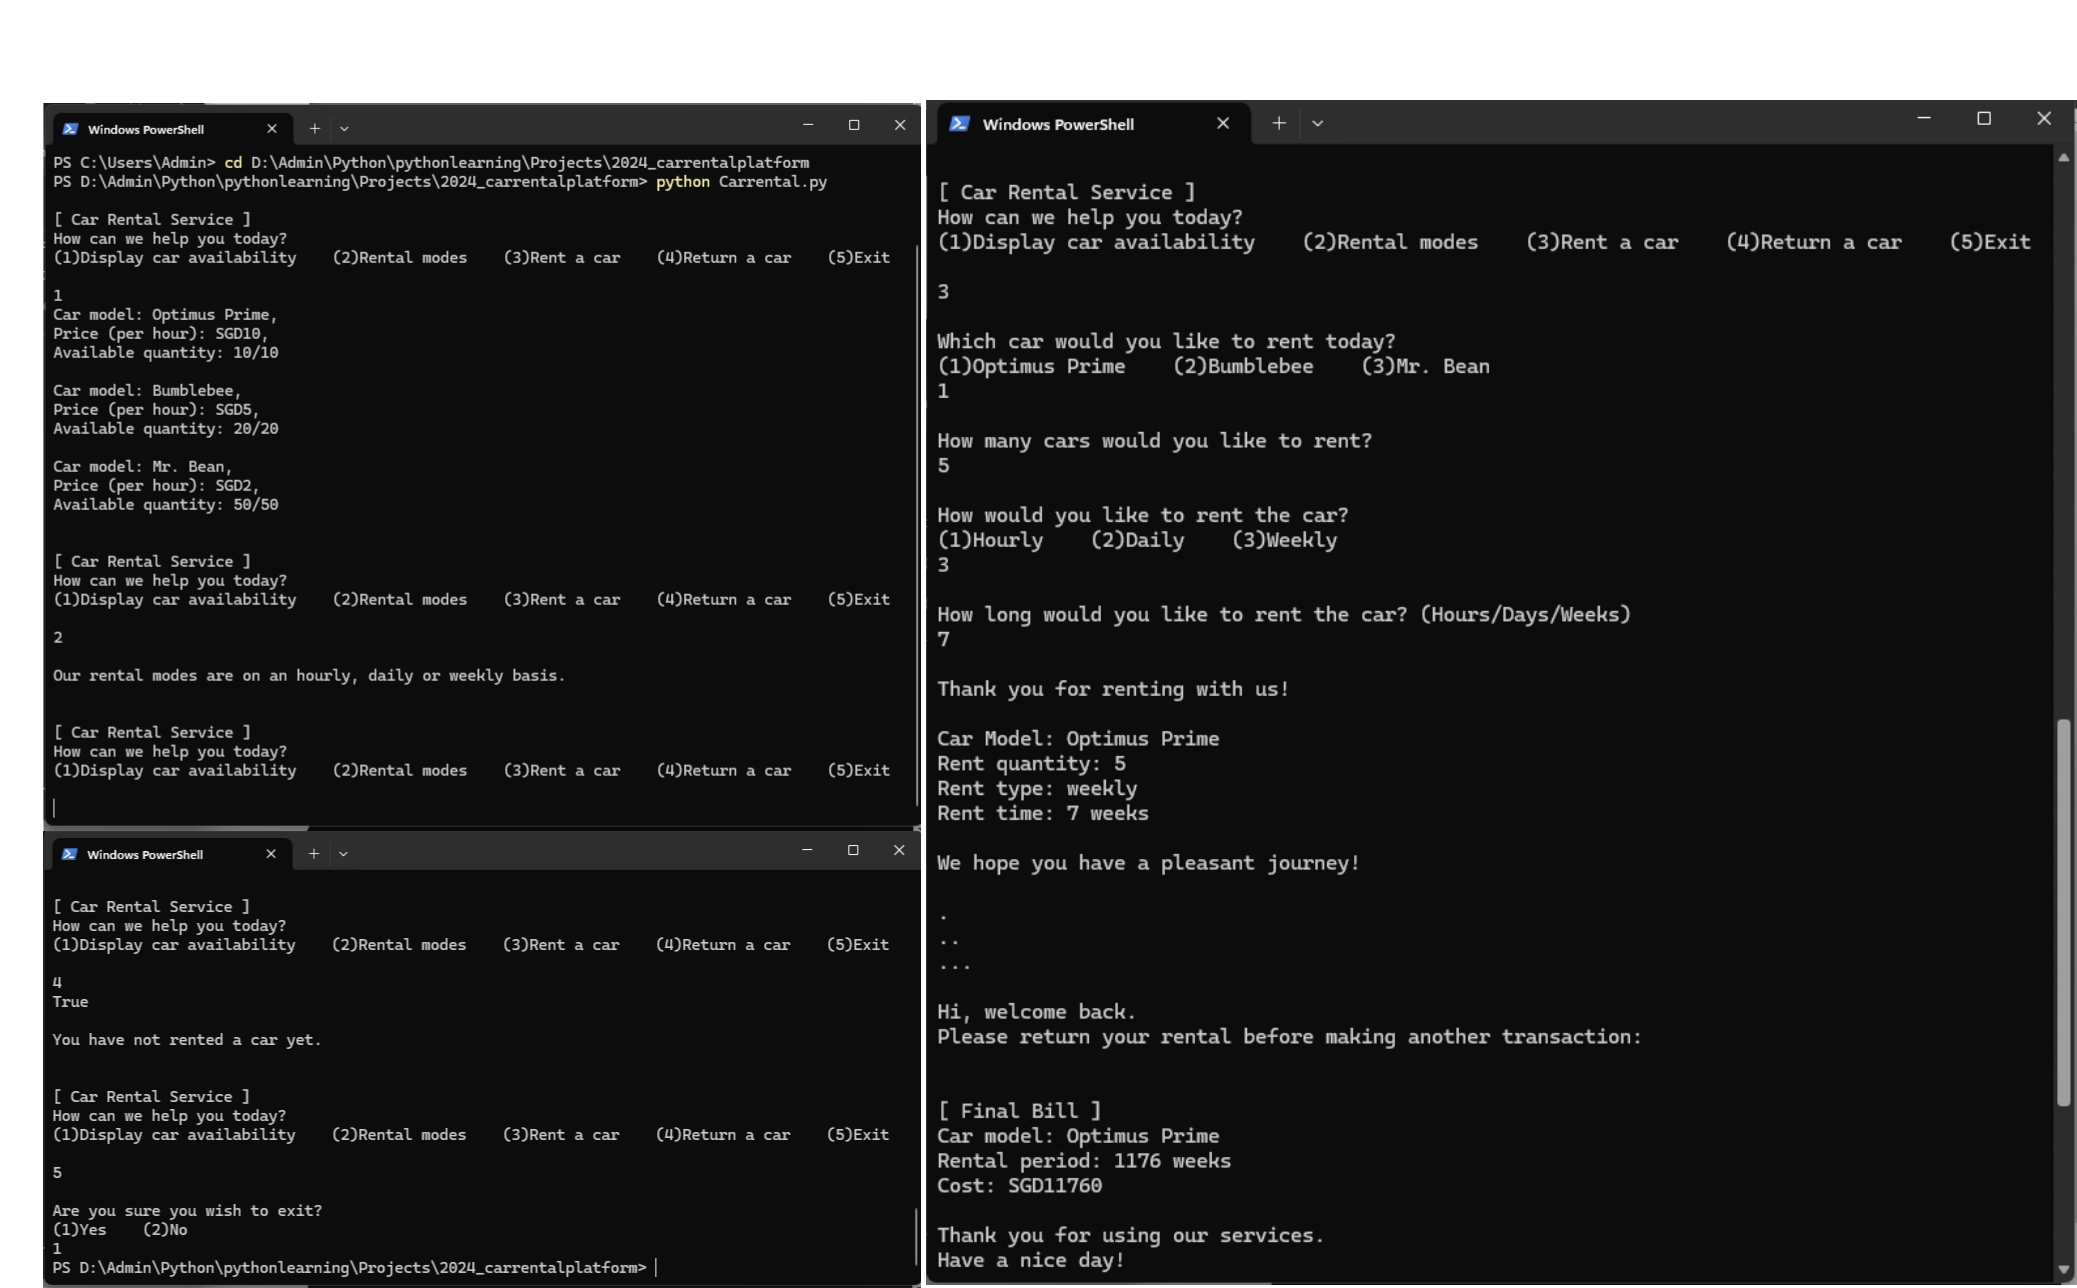 Windows PowerShell
PS C:\Users\Admin> cd D:\Admin\Python\pythonlearning\Projects\2024_carrentalplatform
PS D:\Admin\Python\pythonlearning\Projects\2024_carrentalplatform> python Carrental.py
[ Car Rental Service ]
How can we help you today?
(1)Display car availability    (2)Rental modes    (3)Rent a car    (4)Return a car    (5)Exit
1
Car model: Optimus Prime,
Price (per hour): SGD10,
Available quantity: 10/10
Car model: Bumblebee,
Price (per hour): SGD5,
Available quantity: 20/20
Car model: Mr. Bean,
Price (per hour): SGD2,
Available quantity: 50/50
[ Car Rental Service ]
How can we help you today?
(1)Display car availability    (2)Rental modes    (3)Rent a car    (4)Return a car    (5)Exit
2
Our rental modes are on an hourly, daily or weekly basis.
[ Car Rental Service ]
How can we help you today?
(1)Display car availability    (2)Rental modes    (3)Rent a car    (4)Return a car    (5)Exit
Windows PowerShell
[ Car Rental Service ]
How can we help you today?
(1)Display car availability    (2)Rental modes    (3)Rent a car    (4)Return a car    (5)Exit
4
True
You have not rented a car yet.
[ Car Rental Service ]
How can we help you today?
(1)Display car availability    (2)Rental modes    (3)Rent a car    (4)Return a car    (5)Exit
5
Are you sure you wish to exit?
(1)Yes    (2)No
1
PS D:\Admin\Python\pythonlearning\Projects\2024_carrentalplatform>
Windows PowerShell
[ Car Rental Service ]
How can we help you today?
(1)Display car availability    (2)Rental modes    (3)Rent a car    (4)Return a car    (5)Exit
3
Which car would you like to rent today?
(1)Optimus Prime    (2)Bumblebee    (3)Mr. Bean
1
How many cars would you like to rent?
5
How would you like to rent the car?
(1)Hourly    (2)Daily    (3)Weekly
3
How long would you like to rent the car? (Hours/Days/Weeks)
7
Thank you for renting with us!
Car Model: Optimus Prime
Rent quantity: 5
Rent type: weekly
Rent time: 7 weeks
We hope you have a pleasant journey!
.
..
...
Hi, welcome back.
Please return your rental before making another transaction:
[ Final Bill ]
Car model: Optimus Prime
Rental period: 1176 weeks
Cost: SGD11760
Thank you for using our services.
Have a nice day!